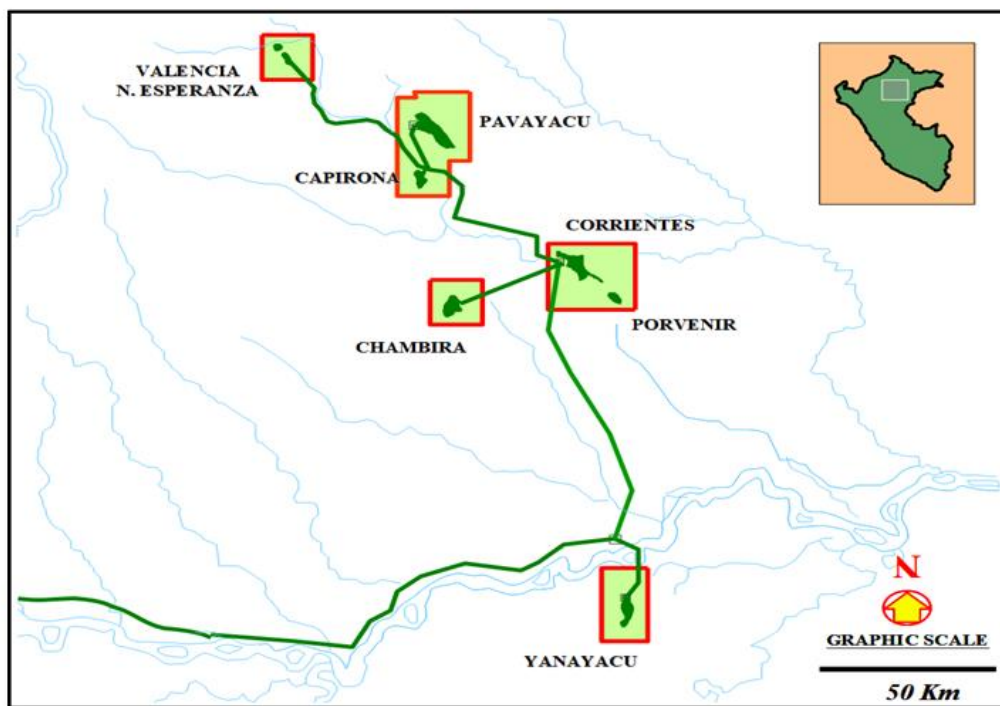 VALENCIA
N. ESPERANZA
PAVAYACU
CAPIRONA
CORRIENTES
PORVENIR
CHAMBIRA
YANAYACU
N
GRAPHIC SCALE
50 Km